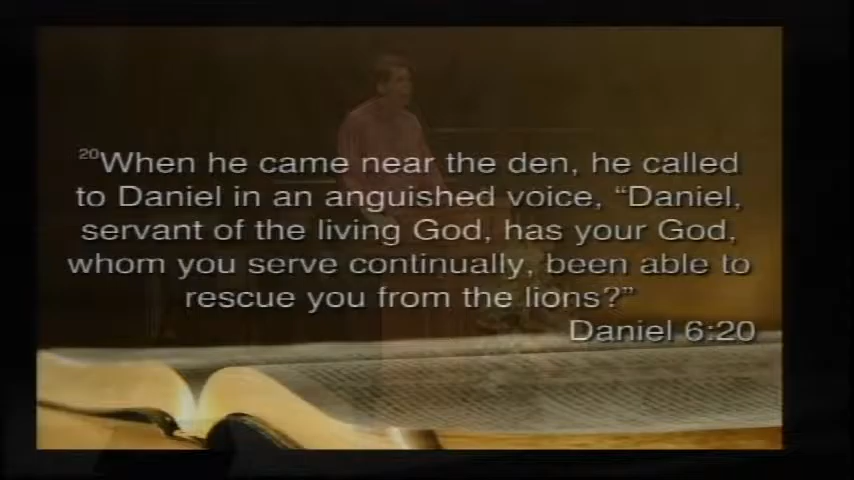 20When he came near the den, he called
to Daniel in an anguished voice, “Daniel,
servant of the living God, has your God,
whom you serve continually, been able to
rescue you from the lions?”
Daniel 6:20